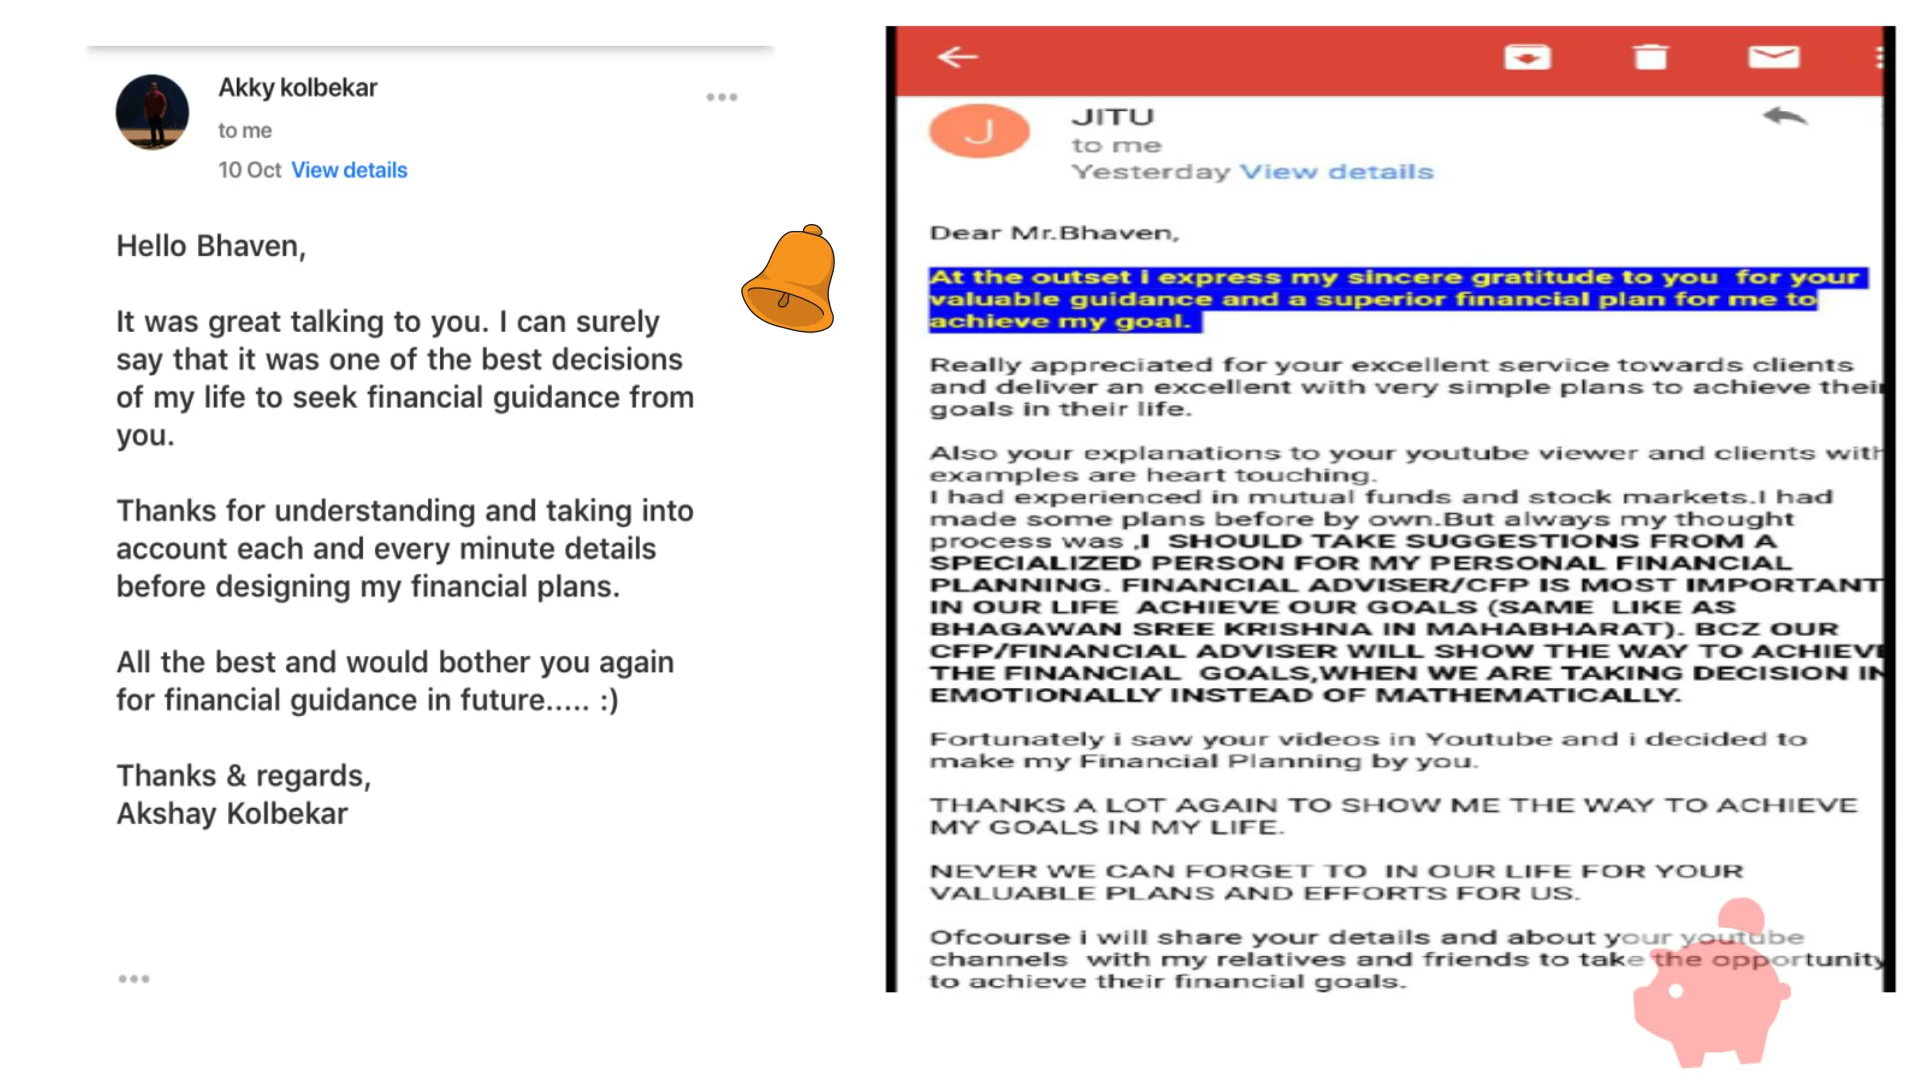 Akky kolbekar
to me
10 Oct View details
Hello Bhaven,
It was great talking to you. I can surely
say that it was one of the best decisions
of my life to seek financial guidance from
you.
Thanks for understanding and taking into
account each and every minute details
before designing my financial plans.
All the best and would bother you again
for financial guidance in future..... :)
Thanks & regards,
Akshay Kolbekar
J
JITU
to me
Yesterday View details
Dear Mr.Bhaven,
At the outset i express my sincere gratitude to you for your
valuable guidance and a superior financial plan for me to
achieve my goal.
Really appreciated for your excellent service towards clients
and deliver an excellent with very simple plans to achieve their
goals in their life.
Also your explanations to your youtube viewer and clients with
examples are heart touching.
I had experienced in mutual funds and stock markets.I had
made some plans before by own.But always my thought
process was ,I SHOULD TAKE SUGGESTIONS FROM A
SPECIALIZED PERSON FOR MY PERSONAL FINANCIAL
PLANNING. FINANCIAL ADVISER/CFP IS MOST IMPORTANT
IN OUR LIFE ACHIEVE OUR GOALS (SAME LIKE AS
BHAGAWAN SREE KRISHNA IN MAHABHARAT). BCZ OUR
CFP/FINANCIAL ADVISER WILL SHOW THE WAY TO ACHIEVE
THE FINANCIAL GOALS,WHEN WE ARE TAKING DECISION IN
EMOTIONALLY INSTEAD OF MATHEMATICALLY.
Fortunately i saw your videos in Youtube and i decided to
make my Financial Planning by you.
THANKS A LOT AGAIN TO SHOW ME THE WAY TO ACHIEVE
MY GOALS IN MY LIFE.
NEVER WE CAN FORGET TO IN OUR LIFE FOR YOUR
VALUABLE PLANS AND EFFORTS FOR US.
Ofcourse i will share your details and about your youtube
channels with my relatives and friends to take the opportunity
to achieve their financial goals.